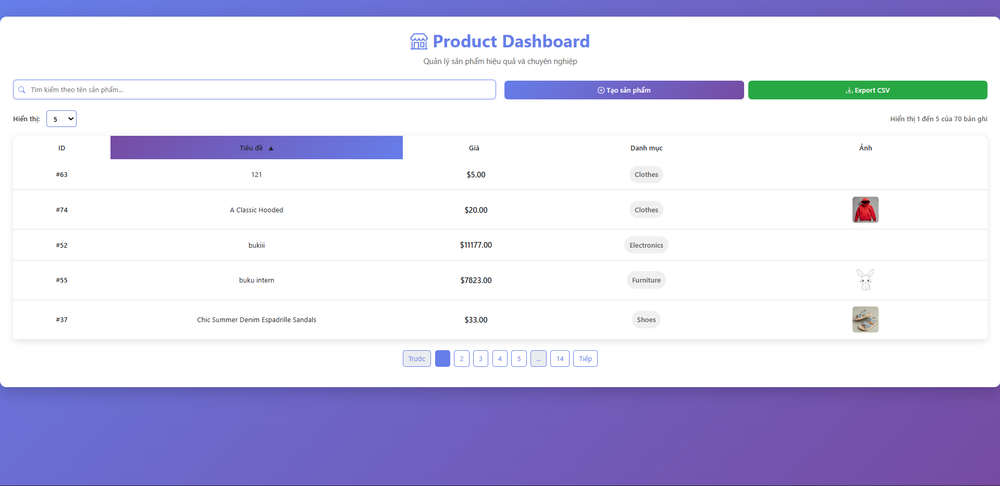 Product Dashboard
Quản lý sản phẩm hiệu quả và chuyên nghiệp
Tìm kiếm theo tên sản phẩm...
Tạo sản phẩm
Export CSV
Hiển thị: 5
Hiển thị 1 đến 5 của 70 bản ghi
ID Tiêu đề ▲ Giá Danh mục Ảnh
#63 121 $5.00 Clothes
#74 A Classic Hooded $20.00 Clothes
#52 bukiii $11177.00 Electronics
#55 buku intern $7823.00 Furniture
#37 Chic Summer Denim Espadrille Sandals $33.00 Shoes
Trước 2 3 4 5 ... 14 Tiếp